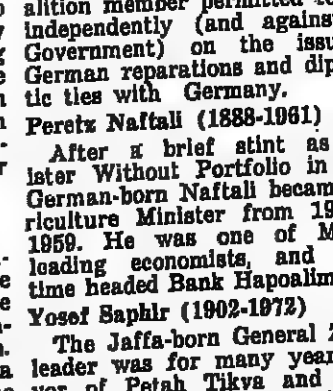 alition member permitted to
independently (and agains
Government) on the issu
German reparations and dip
tic ties with Germany.
Peretz Naftali (1888-1961)
After a brief stint as
ister Without Portfolio in
German-born Naftali becam
riculture Minister from 19
1959. He was one of M
leading economists, and
time headed Bank Hapoalim
Yosef Saphir (1902-1972)
The Jaffa-born General Z
leader was for many year
yor of Petah Tikva and